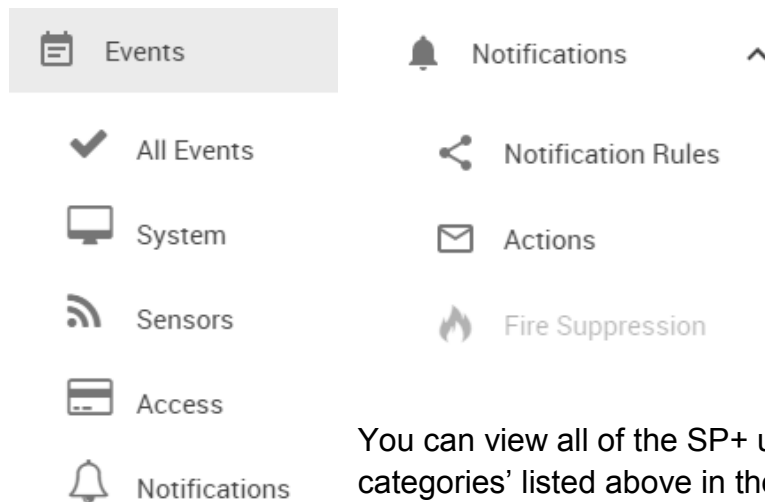 Events
All Events
System
Sensors
Access
Notifications
Notifications
Notification Rules
Actions
Fire Suppression
You can view all of the SP+
categories’ listed above in the